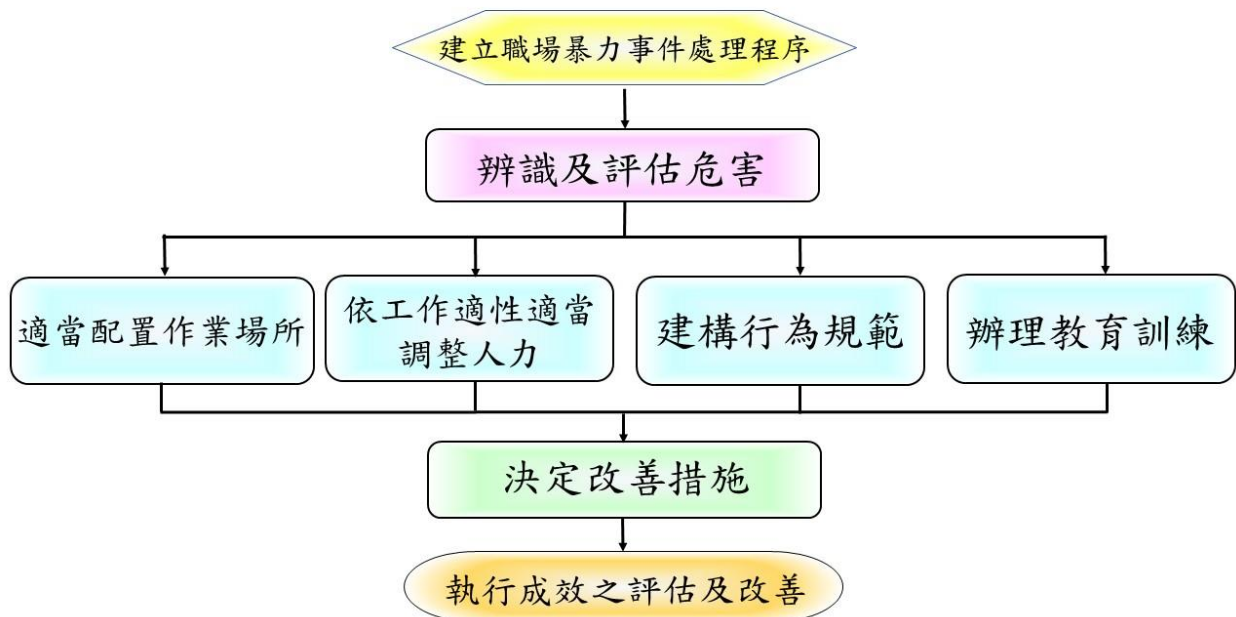 建立職場暴力事件處理程序
辨識及評估危害
適當配置作業場所
依工作適性適當
調整人力
建構行為規範
辦理教育訓練
決定改善措施
執行成效之評估及改善